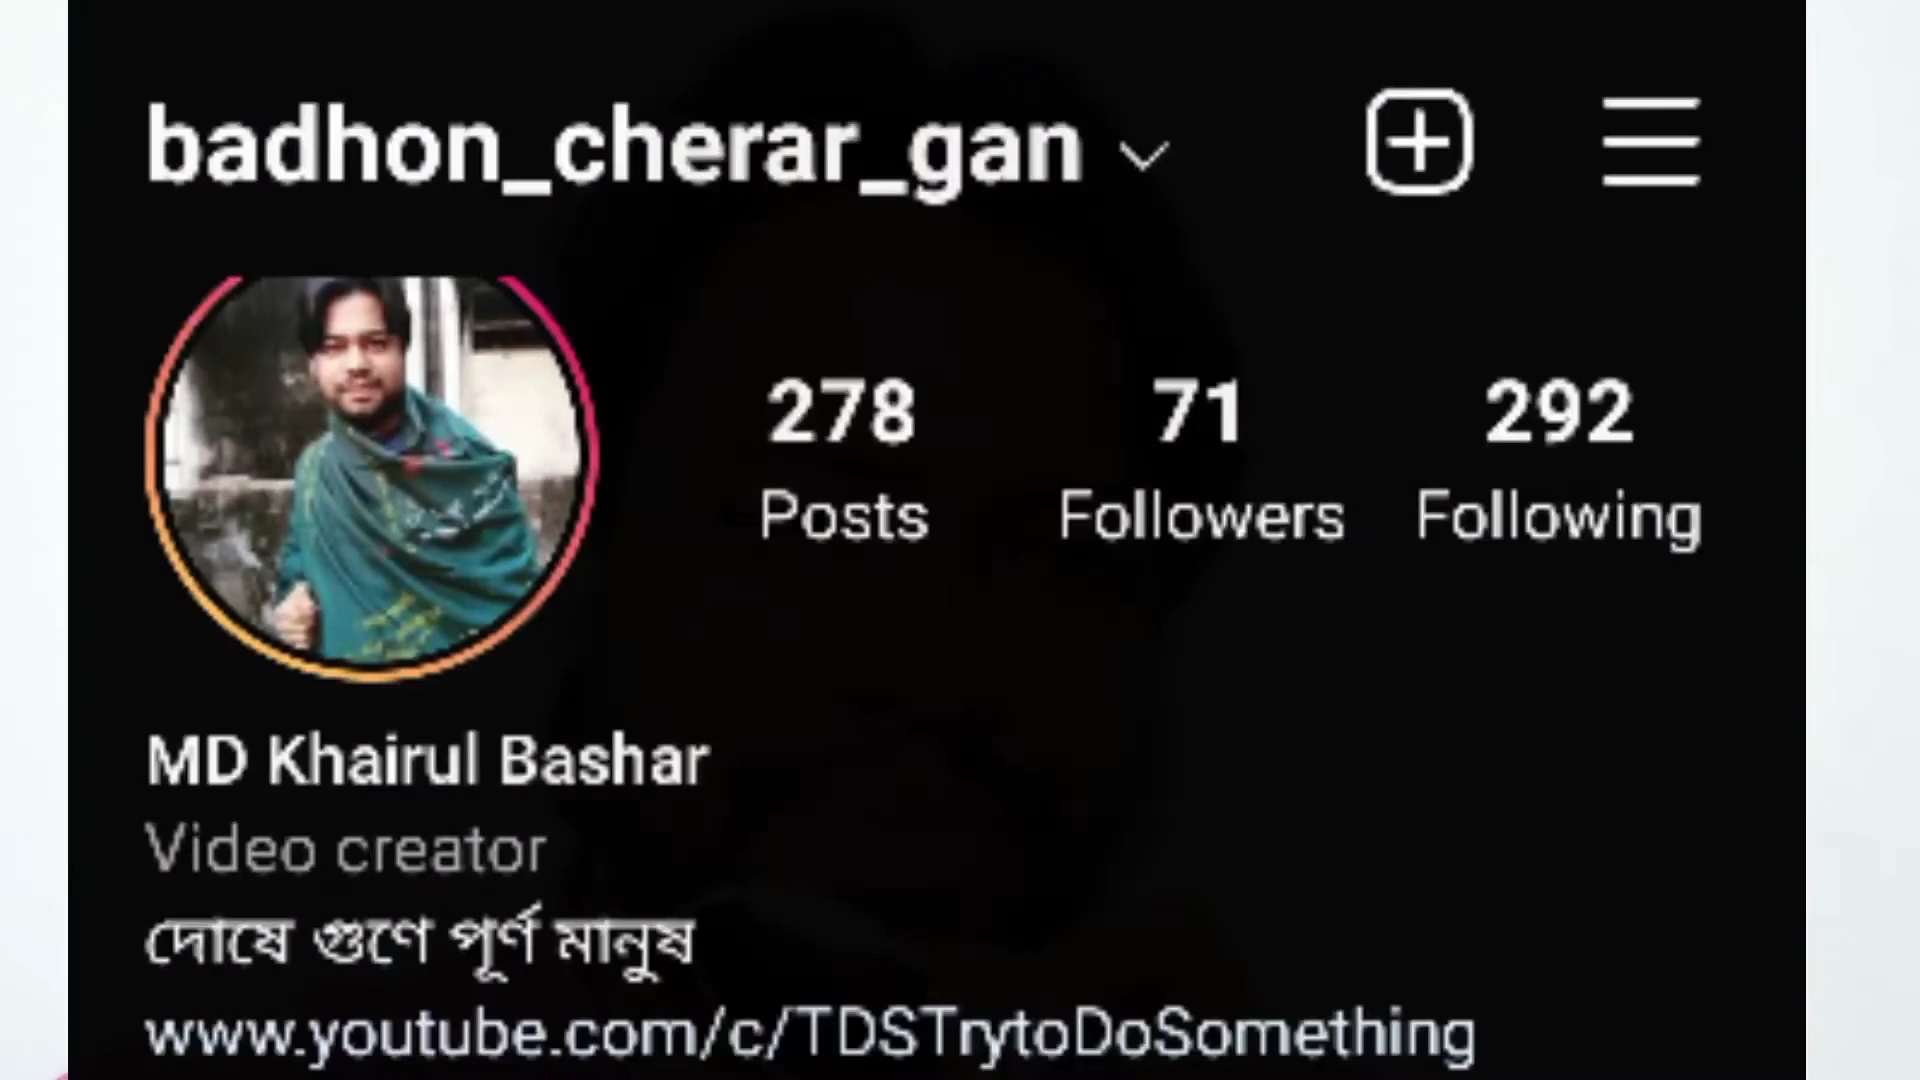 badhon_cherar_gan
278 71 292
Posts Followers Following
MD Khairul Bashar
Video creator
দোষে গুণে পূর্ণ মানুষ
www.youtube.com/c/TDSTrytoDoSomething